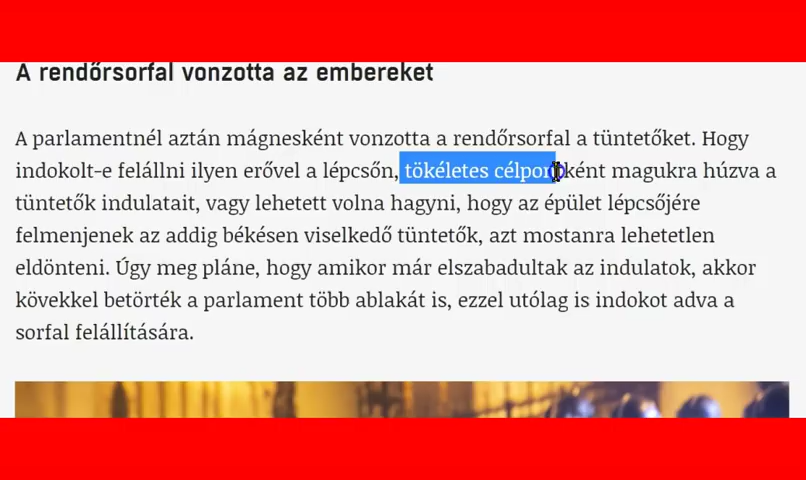 A rendőrsorfal vonzotta az embereket
A parlamentnél aztán mágnesként vonzotta a rendőrsorfal a tüntetőket. Hogy
indokolt-e felállni ilyen erővel a lépcsőn, tökéletes célpontként magukra húzva a
tüntetők indulatait, vagy lehetett volna hagyni, hogy az épület lépcsőjére
felmenjenek az addig békésen viselkedő tüntetők, azt mostanra lehetetlen
eldönteni. Úgy meg pláne, hogy amikor már elszabadultak az indulatok, akkor
kövekkel betörték a parlament több ablakát is, ezzel utólag is indokot adva a
sorfal felállítására.